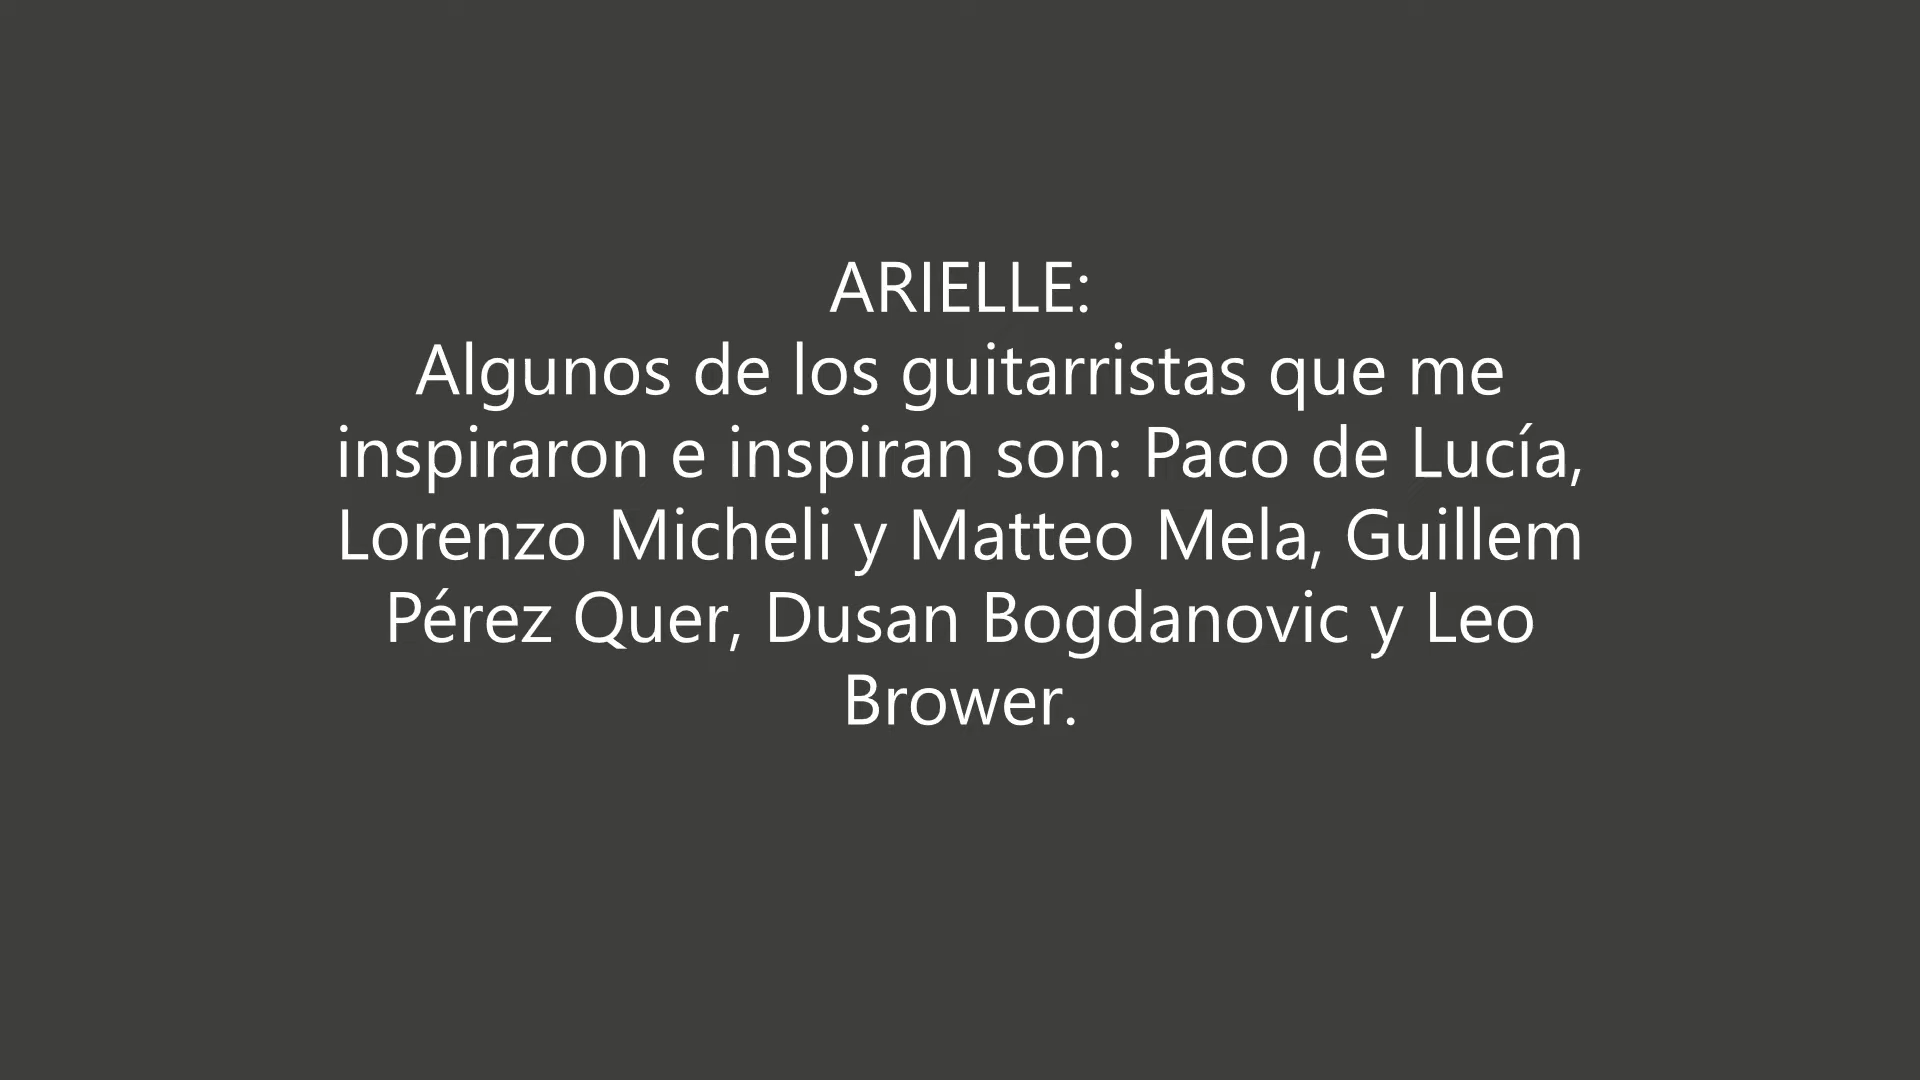 ARIELLE:
Algunos de los guitarristas que me
inspiraron e inspiran son: Paco de Lucía,
Lorenzo Micheli y Matteo Mela, Guillem
Pérez Quer, Dusan Bogdanovic y Leo
Brower.